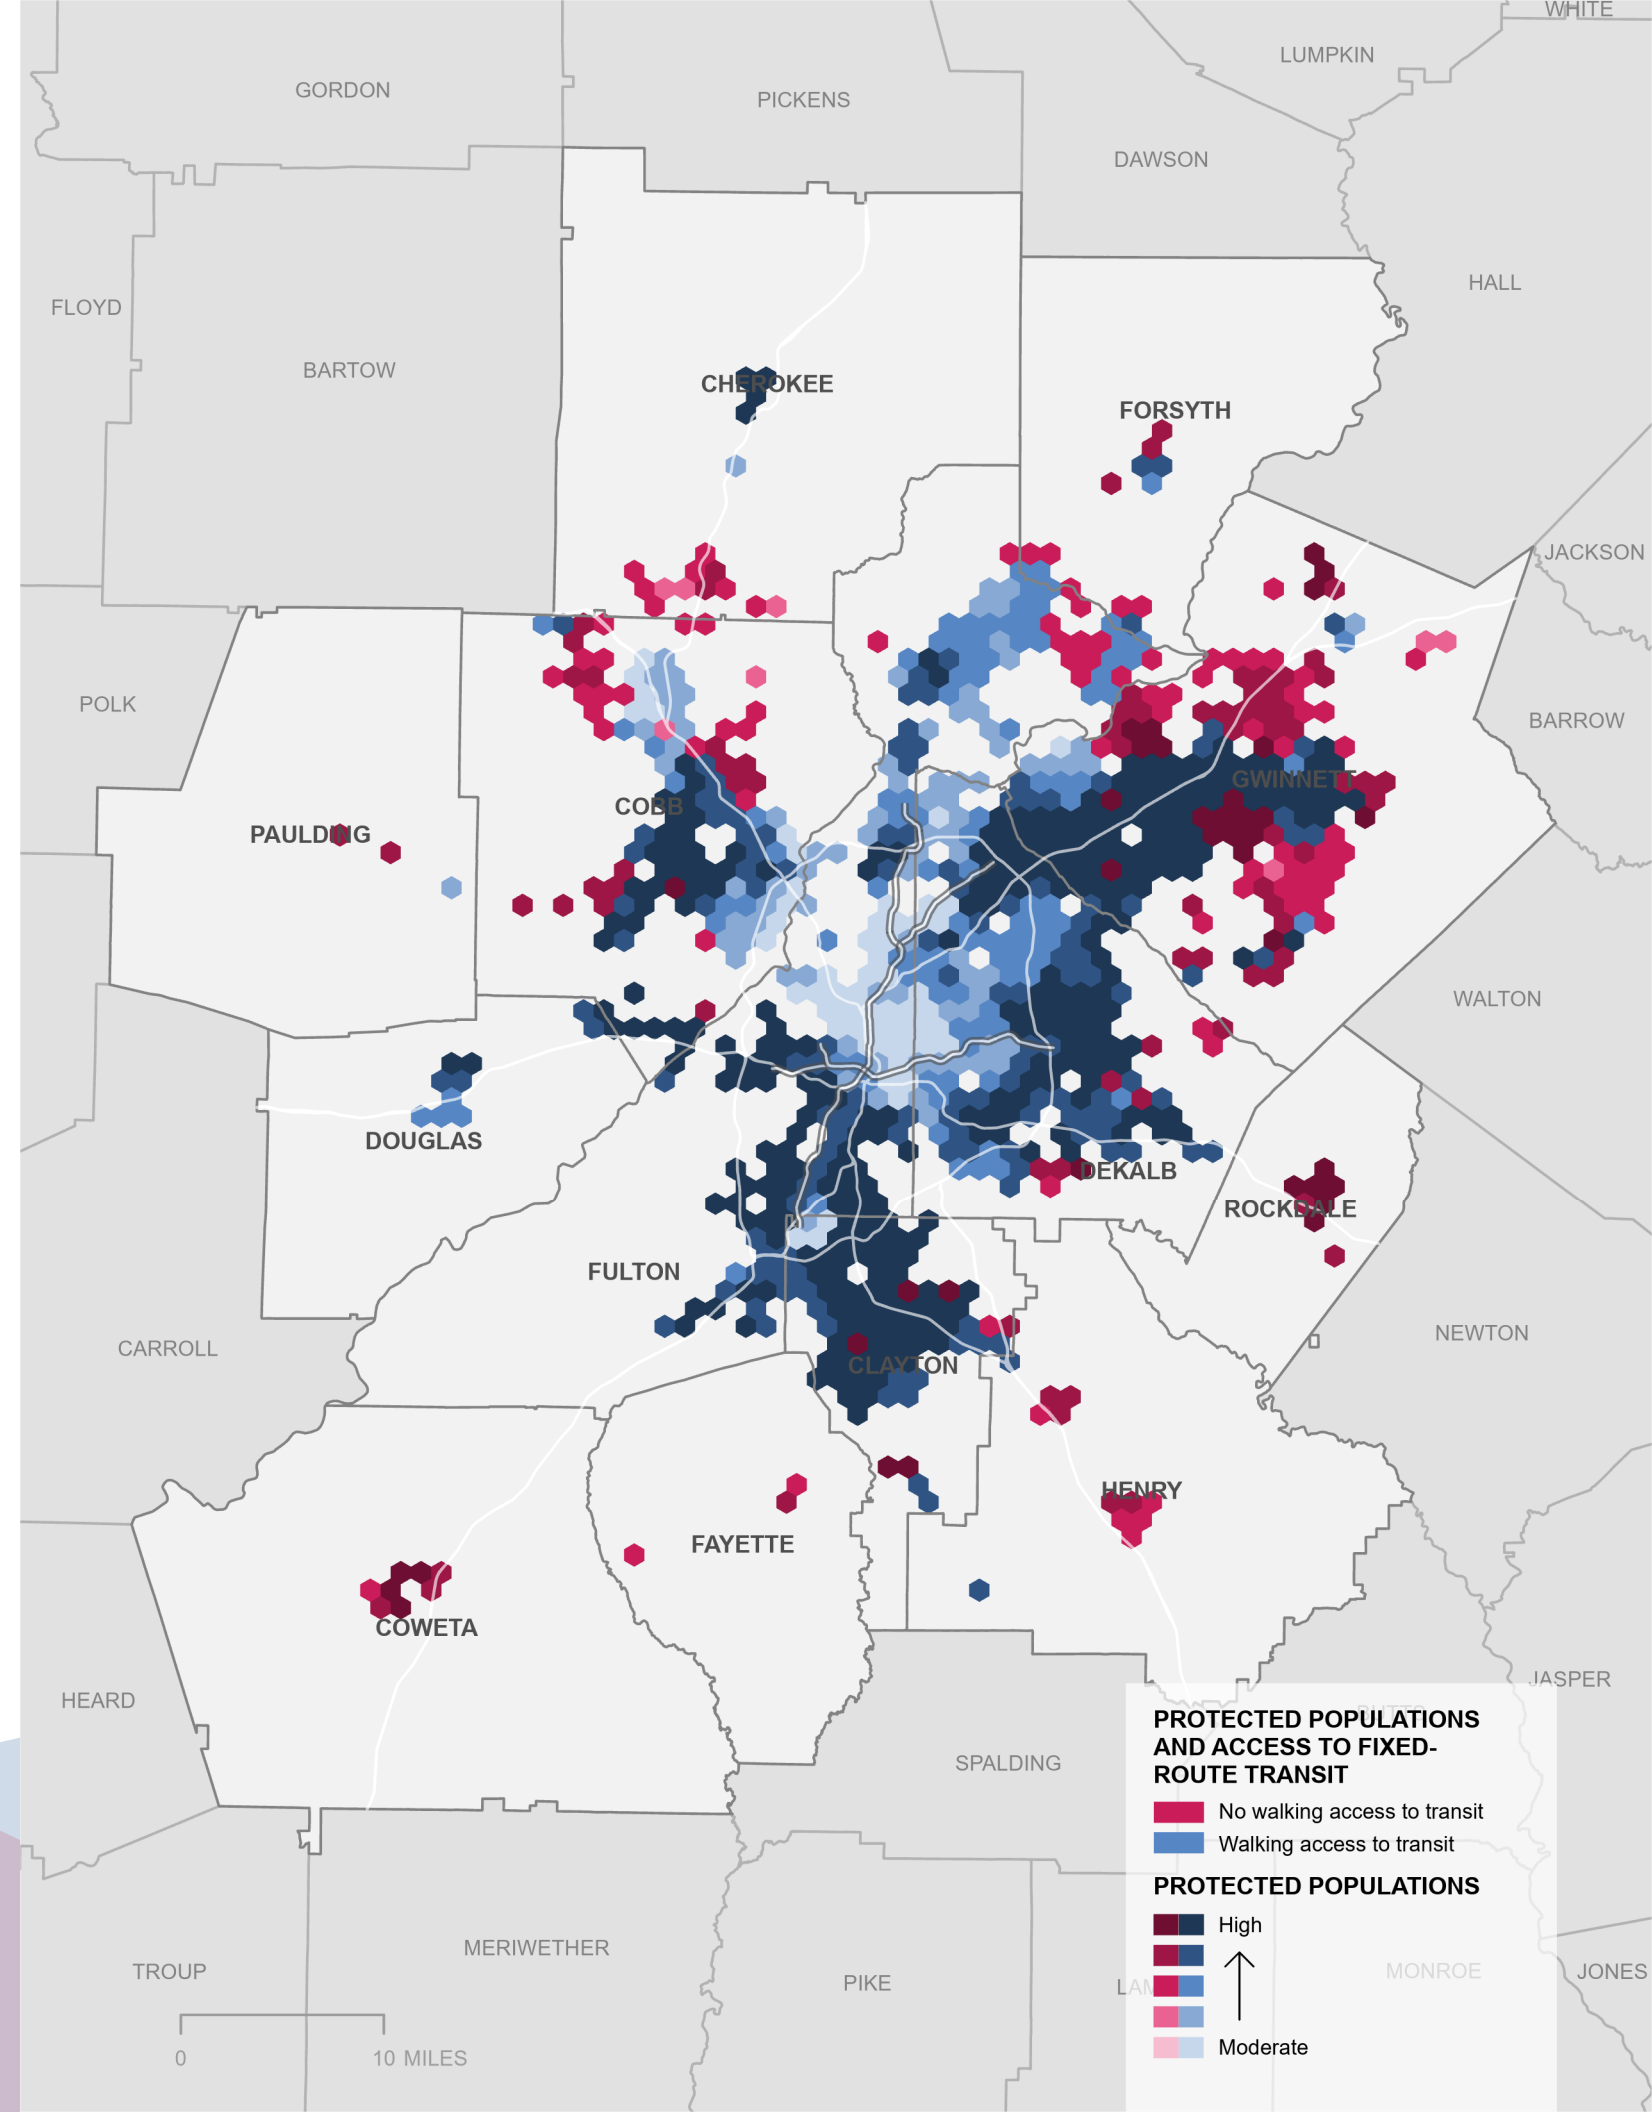 WHITE
LUMPKIN
GORDON
PICKENS
DAWSON
HALL
FLOYD
BARTOW
CHEROKEE
FORSYTH
JACKSON
POLK
BARROW
GWINNETT
COBB
PAULDING
WALTON
DOUGLAS
DEKALB
ROCKDALE
FULTON
NEWTON
CARROLL
CLAYTON
HENRY
FAYETTE
COWETA
JASPER
HEARD
BUTTS
SPALDING
PROTECTED POPULATIONS
AND ACCESS TO FIXED-
ROUTE TRANSIT
No walking access to transit
Walking access to transit
PROTECTED POPULATIONS
High
Moderate
MERIWETHER
TROUP
PIKE
LAM
MONROE
JONES
0 10 MILES